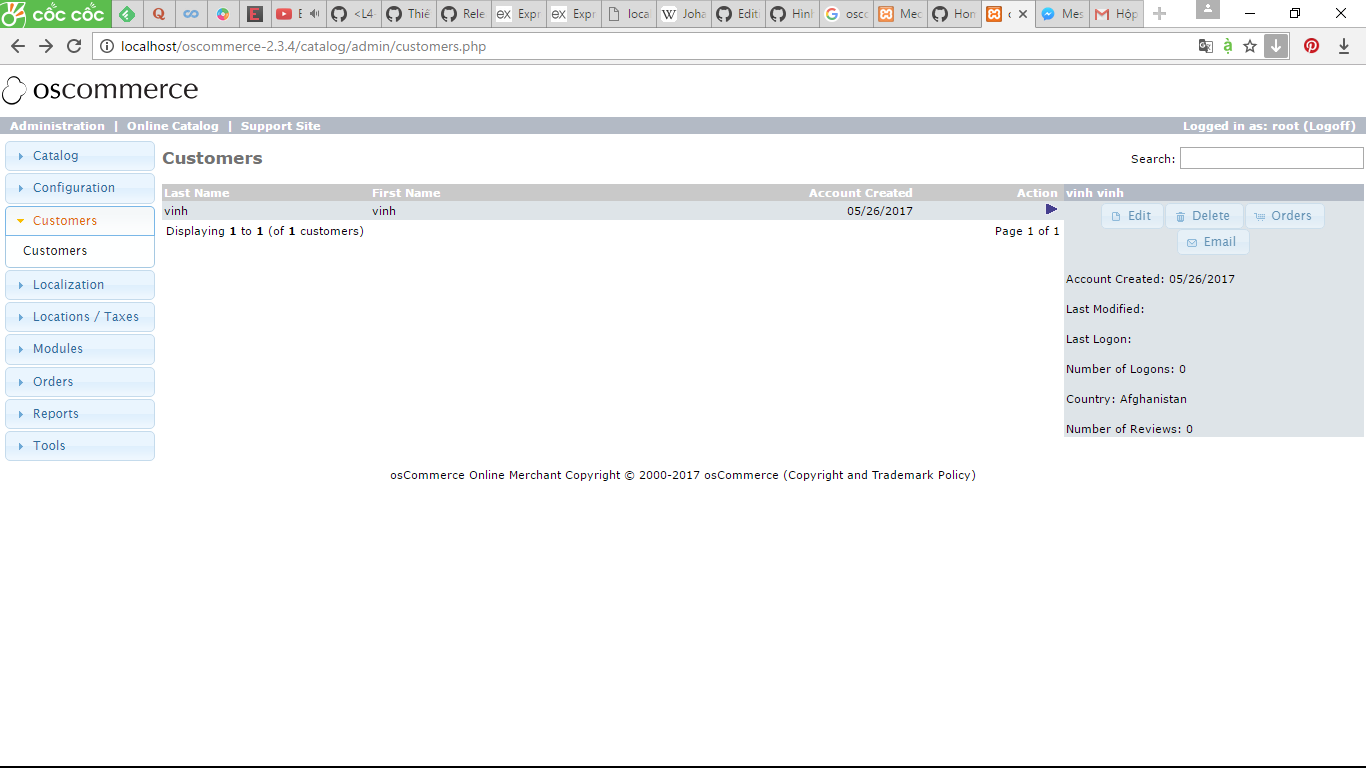 cốc cốc
Q
E
E
<L4
Thiế
Rele
ex Expr
ex Expr
loca
W Joha
Edit
Hình
osco
Mec
Hom
Mes
Hộp
localhost/oscommerce-2.3.4/catalog/admin/customers.php
oscommerce
Administration | Online Catalog | Support Site
Logged in as: root (Logoff)
Catalog
Configuration
Customers
Customers
Localization
Locations / Taxes
Modules
Orders
Reports
Tools
Customers
Search:
Last Name First Name Account Created Action
vinh vinh 05/26/2017
Displaying 1 to 1 (of 1 customers) Page 1 of 1
vinh vinh
Edit Delete Orders
Email
Account Created: 05/26/2017
Last Modified:
Last Logon:
Number of Logons: 0
Country: Afghanistan
Number of Reviews: 0
osCommerce Online Merchant Copyright © 2000-2017 osCommerce (Copyright and Trademark Policy)